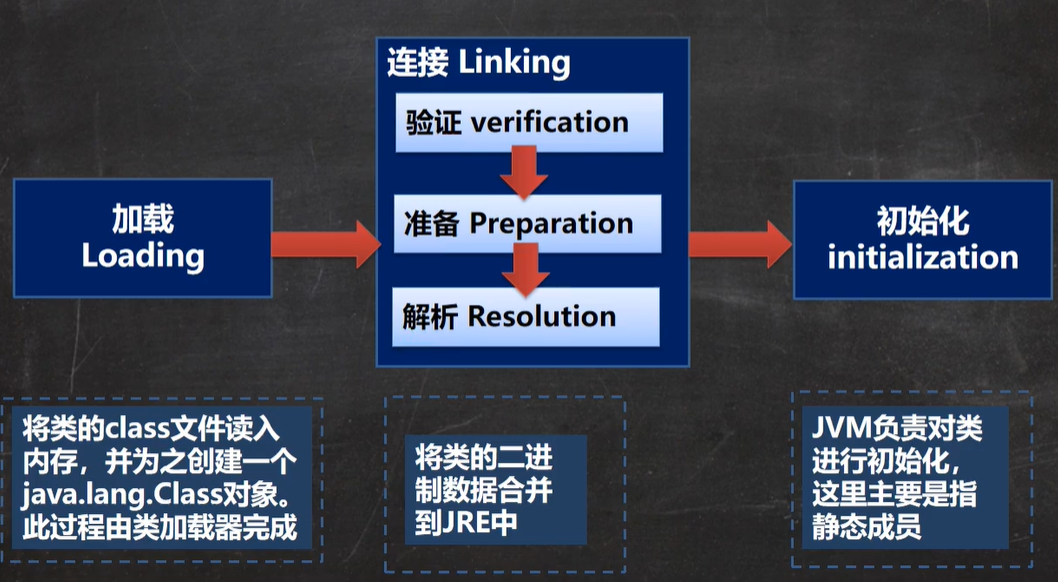 连接 Linking
验证 verification
准备 Preparation
解析 Resolution
加载
Loading
初始化
initialization
将类的class文件读入
内存，并为之创建一个
java.lang.Class对象。
此过程由类加载器完成
将类的二进
制数据合并
到JRE中
JVM负责对类
进行初始化，
这里主要是指
静态成员